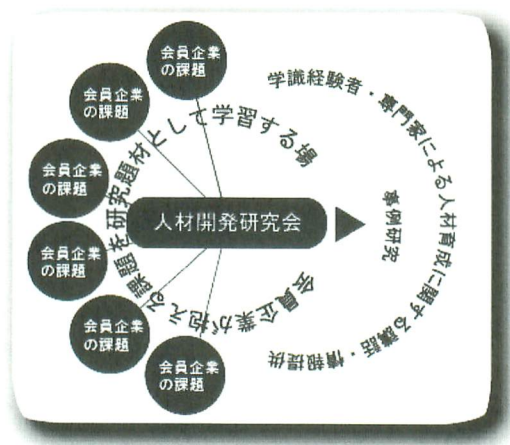 会員企業
の課題
会員企業
の課題
会員企業
の課題
会員企業
の課題
会員企業
の課題
会員企業
の課題
会員企業が抱える課題を研究題材として学習する場
人材開発研究会
事例研究
学識経験者・専門家による人材育成に関する講話・情報提供